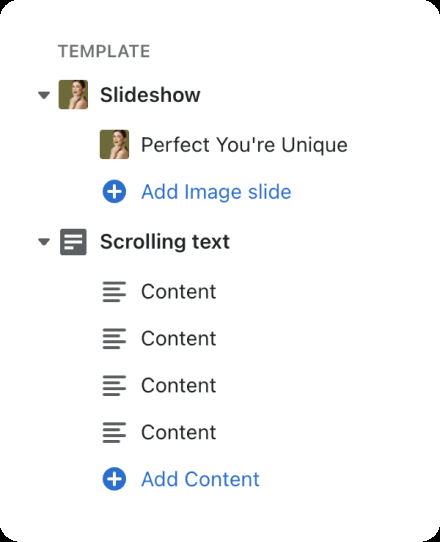 TEMPLATE
Slideshow
Perfect You're Unique
Add Image slide
Scrolling text
Content
Content
Content
Content
Add Content